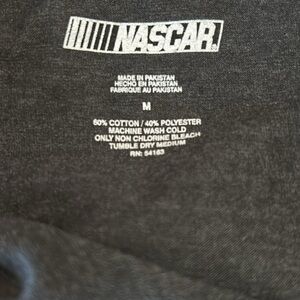 NASCAR
MADE IN PAKISTAN
HECHO EN PAKISTAN
FABRIQUE AU PAKISTAN
M
60% COTTON / 40% POLYESTER
MACHINE WASH COLD
ONLY NON CHLORINE BLEACH
TUMBLE DRY MEDIUM
RN: 54163